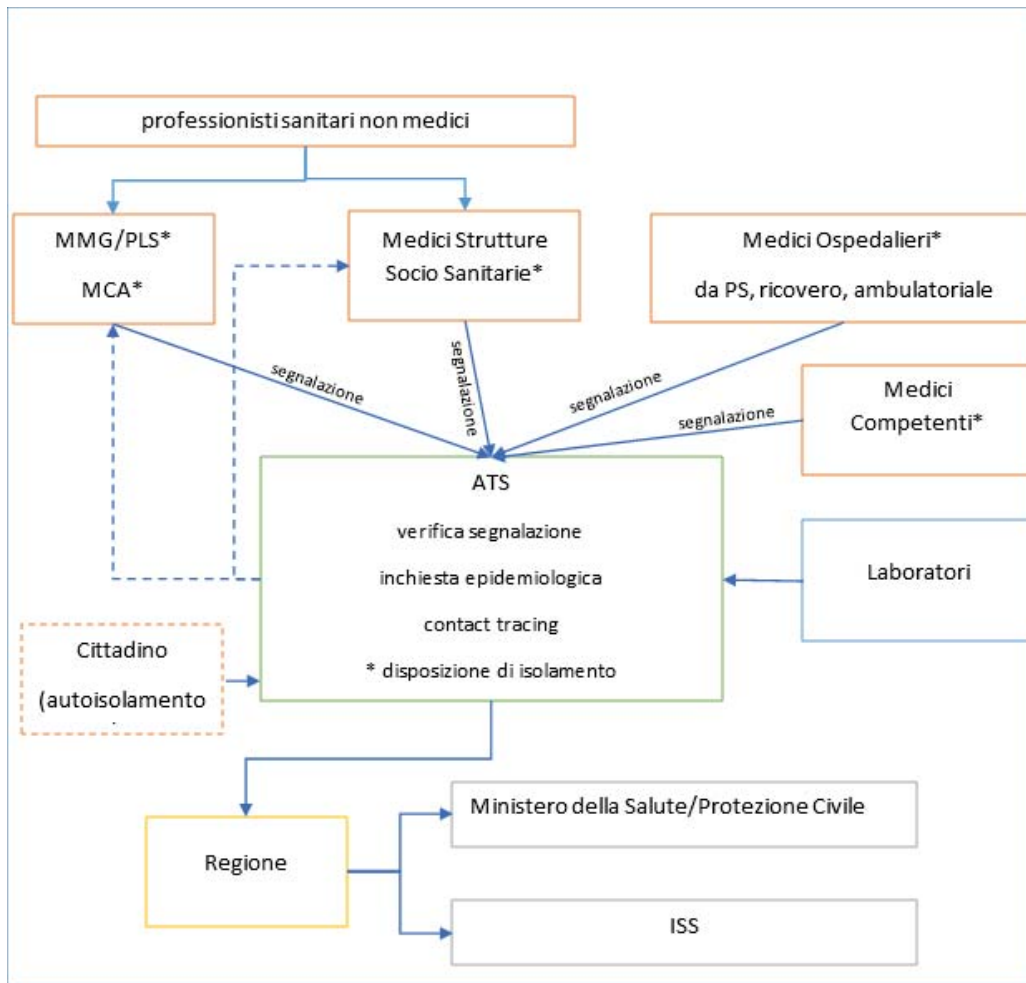 professionisti sanitari non medici
MMG/PLS*
MCA*
Medici Strutture
Socio Sanitarie*
Medici Ospedalieri*
da PS, ricovero, ambulatoriale
segnalazione
segnalazione
segnalazione
segnalazione
Medici
Competenti*
ATS
verifica segnalazione
inchiesta epidemiologica
contact tracing
* disposizione di isolamento
Laboratori
Cittadino
(autoisolamento
Regione
Ministero della Salute/Protezione Civile
ISS